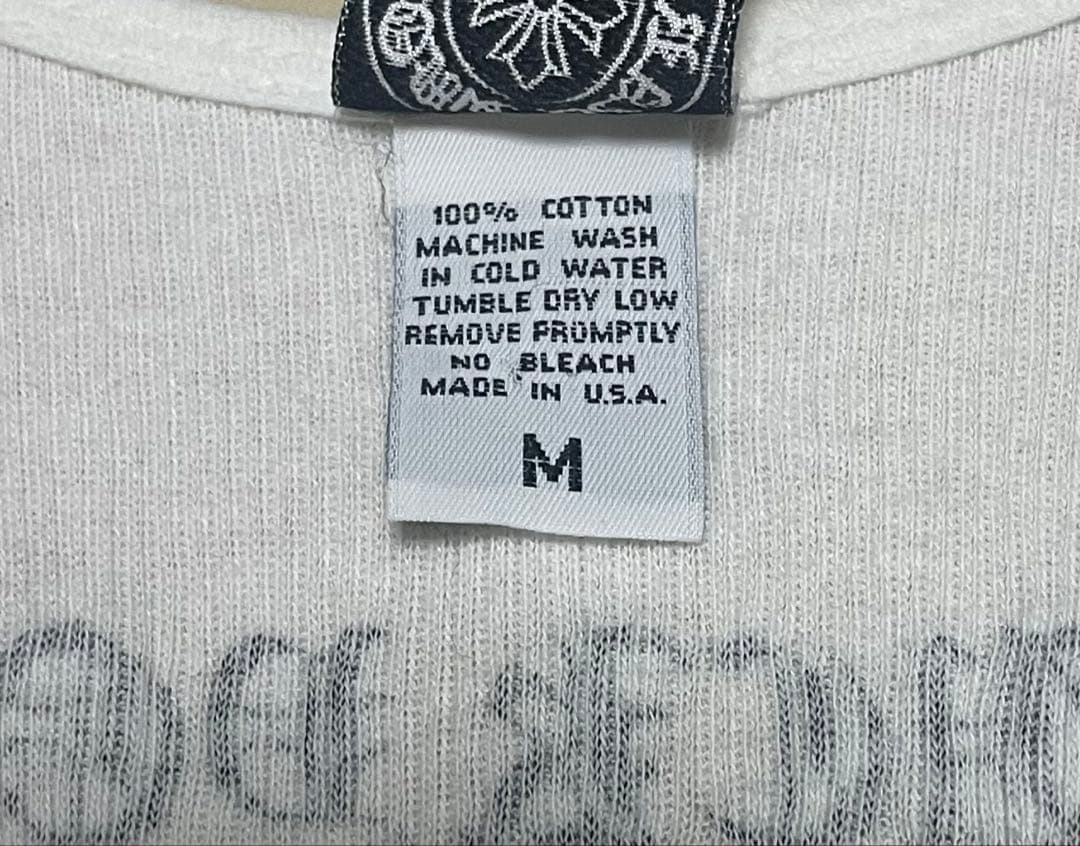 100% COTTON
MACHINE WASH
IN COLD WATER
TUMBLE DRY LOW
REMOVE PROMPTLY
NO BLEACH
MADE IN U.S.A.
M